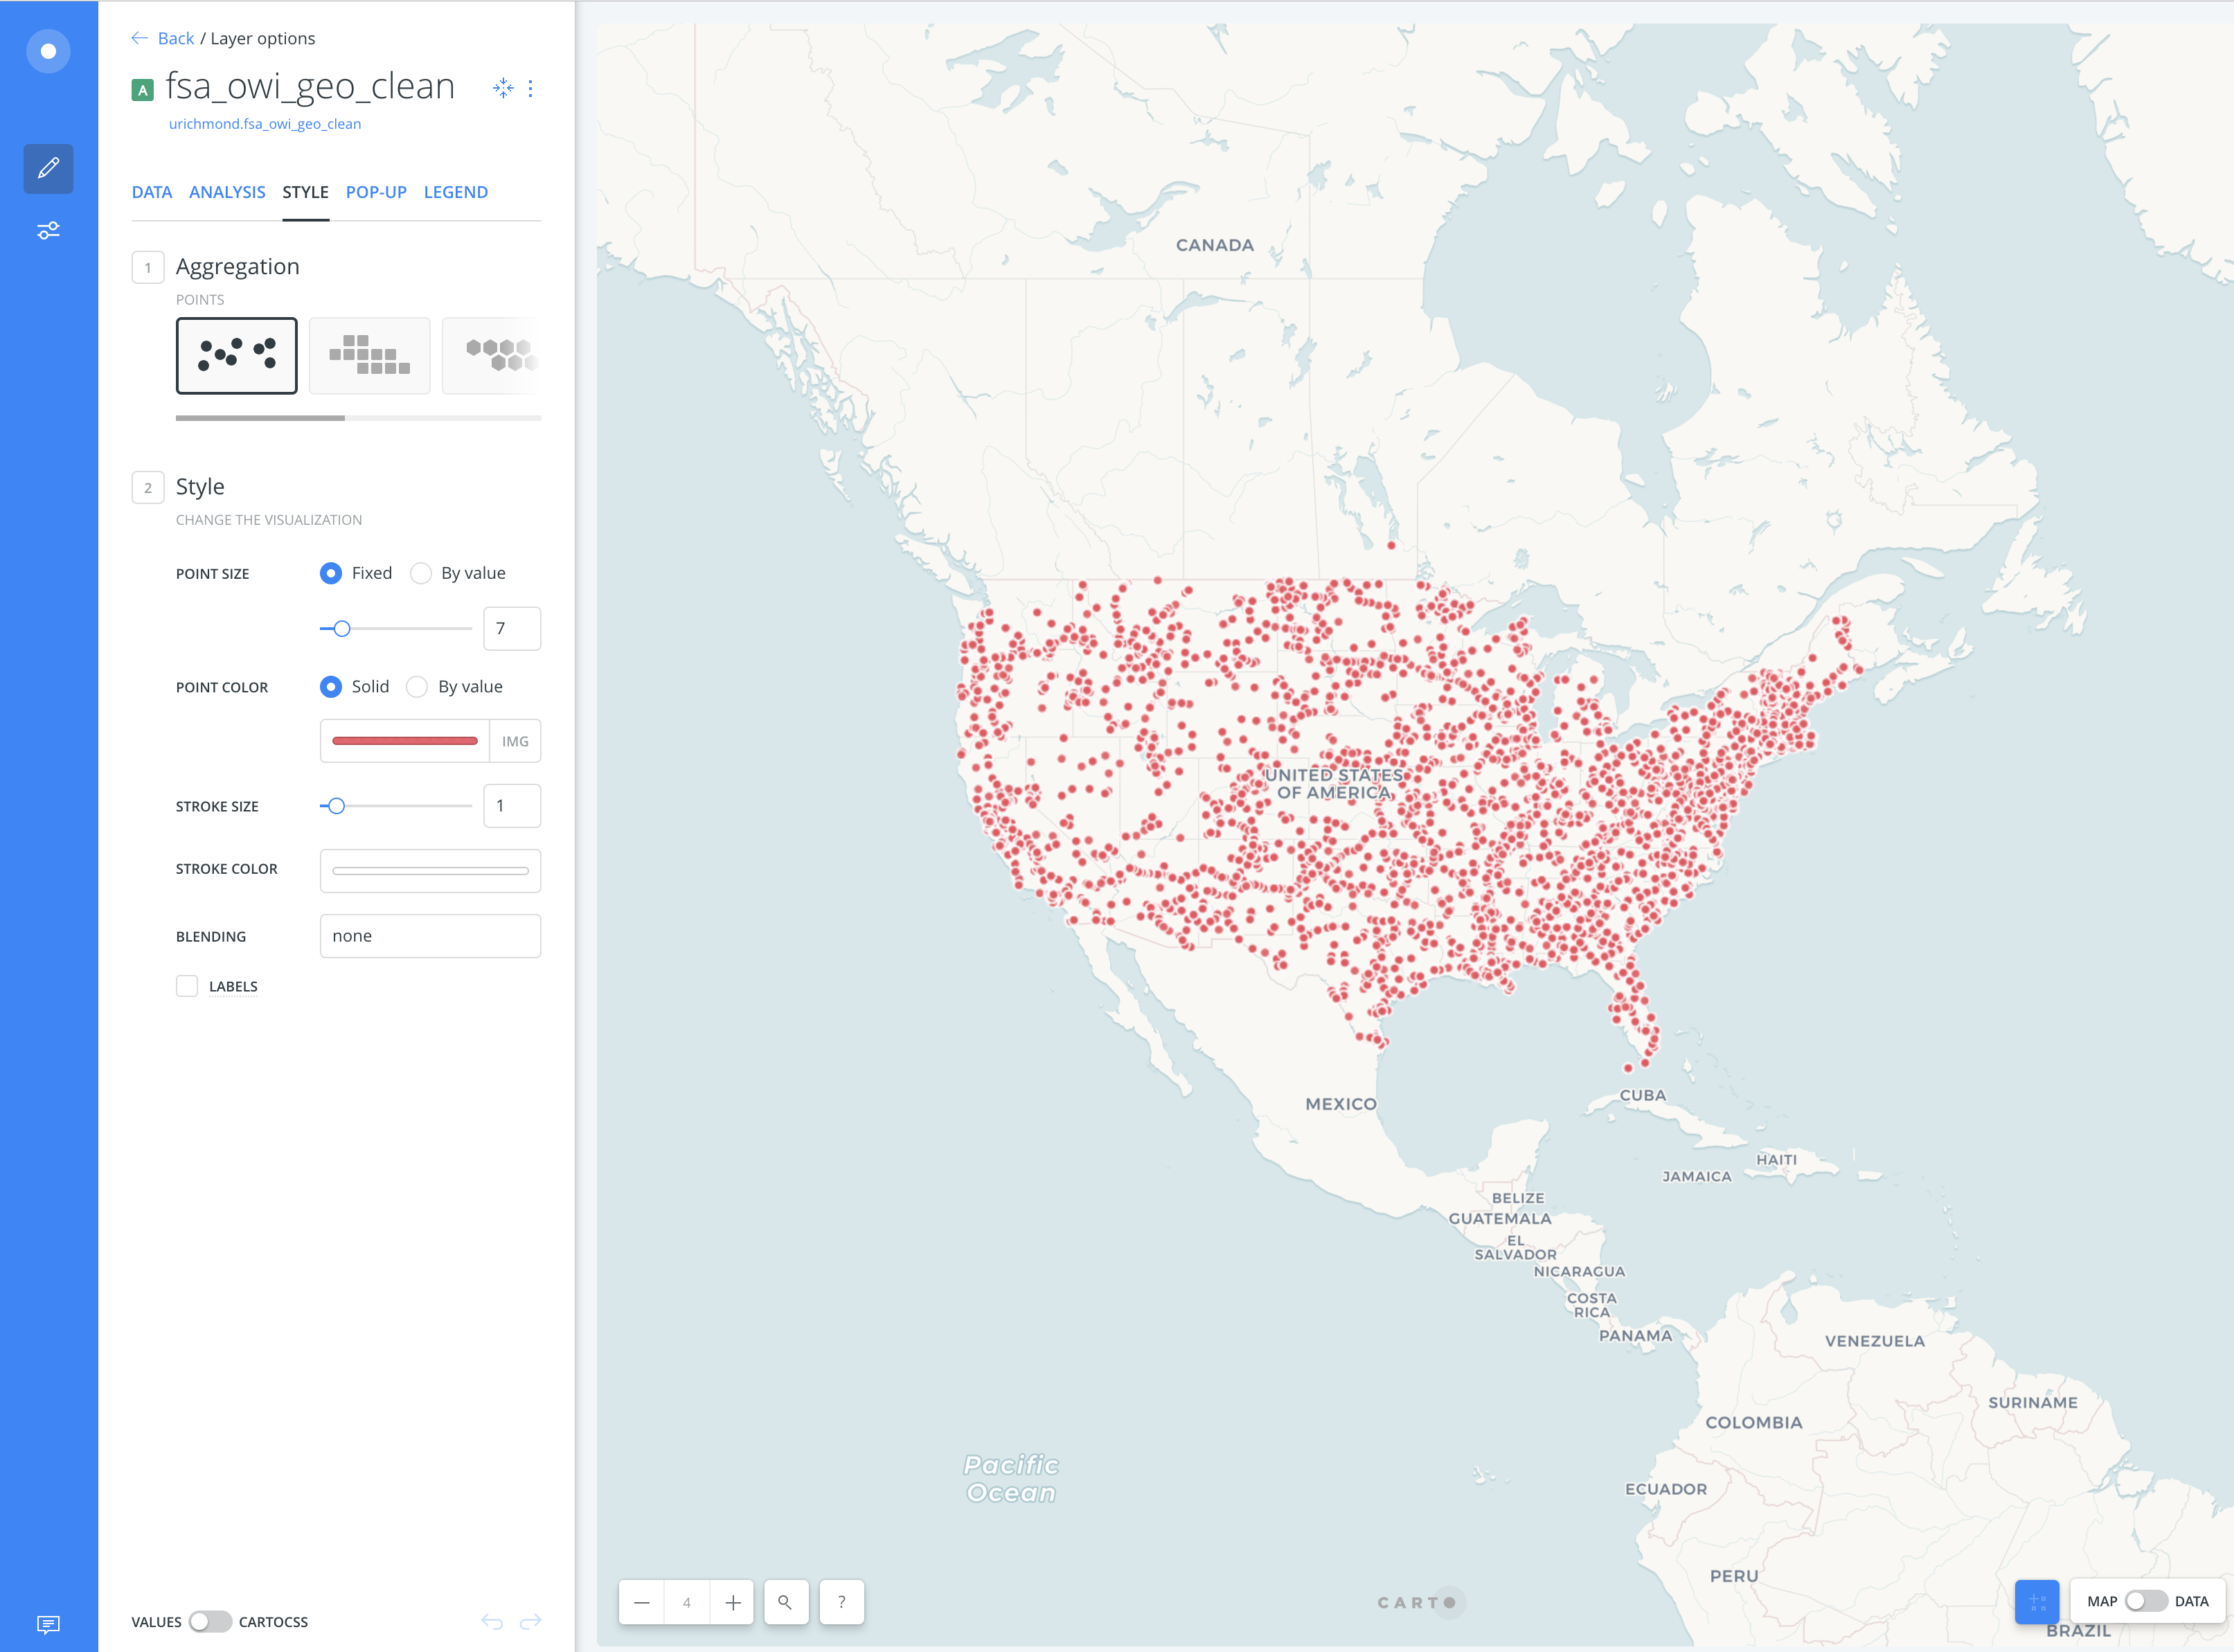 Back / Layer options
A fsa_owi_geo_clean
urichmond.fsa_owi_geo_clean
DATA ANALYSIS STYLE POP-UP LEGEND
1 Aggregation
POINTS
2 Style
CHANGE THE VISUALIZATION
POINT SIZE Fixed By value
7
POINT COLOR Solid By value
IMG
STROKE SIZE 1
STROKE COLOR
BLENDING none
LABELS
VALUES CARTOCSS
CANADA
UNITED STATES
OF AMERICA
MEXICO
CUBA
HAITI
JAMAICA
BELIZE
GUATEMALA
EL
SALVADOR
NICARAGUA
COSTA
RICA
PANAMA
VENEZUELA
SURINAME
COLOMBIA
Pacific
Ocean
ECUADOR
PERU
BRAZIL
4
?
CARTO
MAP DATA